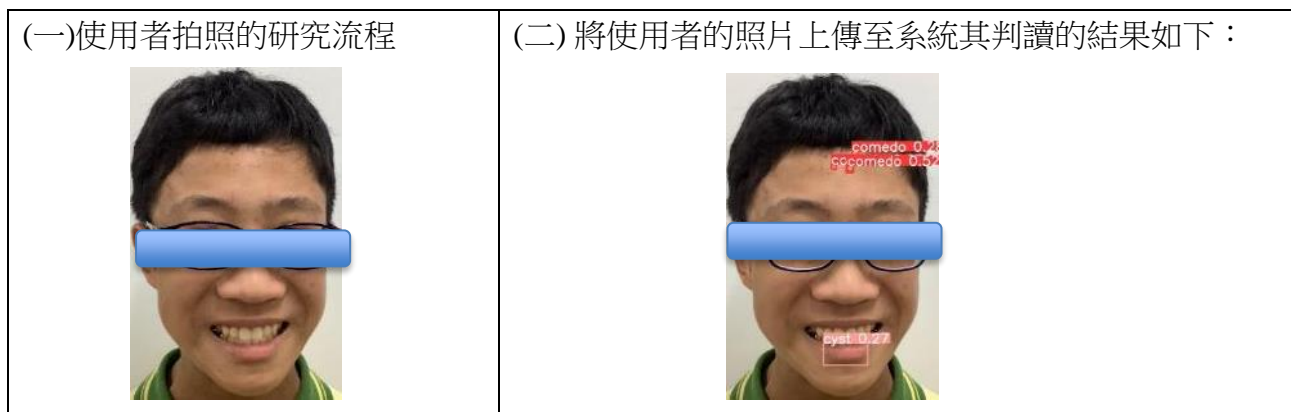 (一)使用者拍照的研究流程
(二) 將使用者的照片上傳至系統其判讀的結果如下：
comedo 0.2
comedo 0.52
cyst 0.27